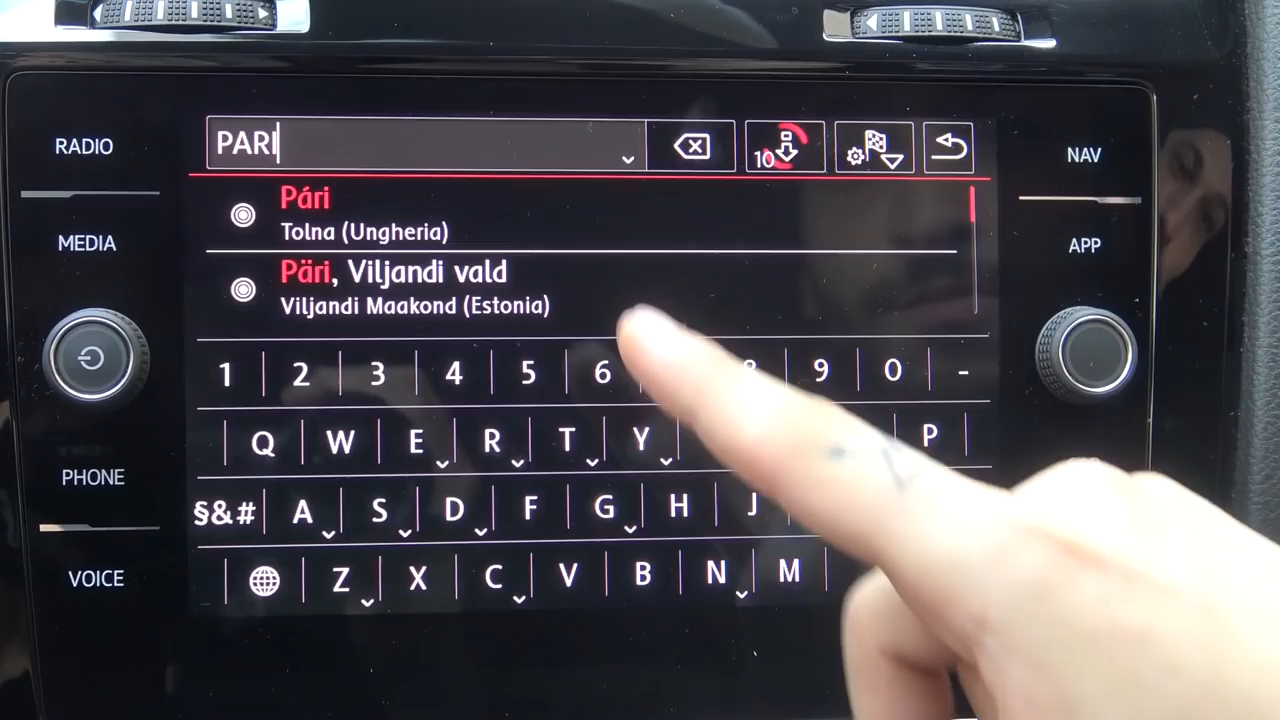 RADIO
MEDIA
PHONE
VOICE
PARI
10
Pári
Tolna (Ungheria)
Päri, Viljandi vald
Viljandi Maakond (Estonia)
1 2 3 4 5 6 8 9 0 -
Q W E R T Y P
§&# A S D F G H J
Z X C V B N M
NAV
APP